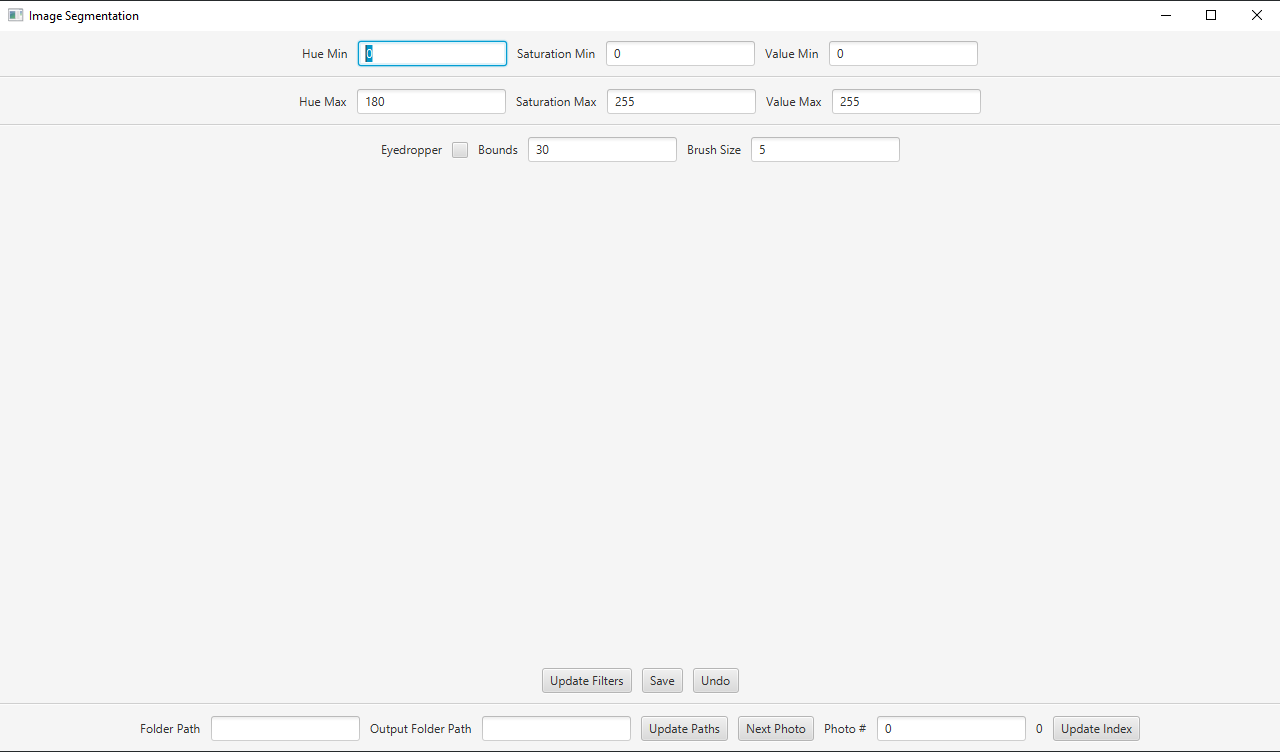 Image Segmentation
Hue Min 0 Saturation Min 0 Value Min 0
Hue Max 180 Saturation Max 255 Value Max 255
Eyedropper Bounds 30 Brush Size 5
Update Filters Save Undo
Folder Path Output Folder Path Update Paths Next Photo Photo # 0 0 Update Index